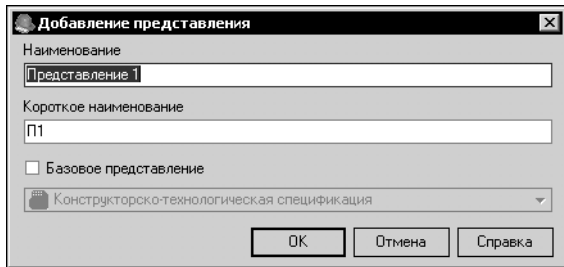 Добавление представления
Наименование
Представление 1
Короткое наименование
П1
Базовое представление
Конструкторско-технологическая спецификация
OK Отмена Справка